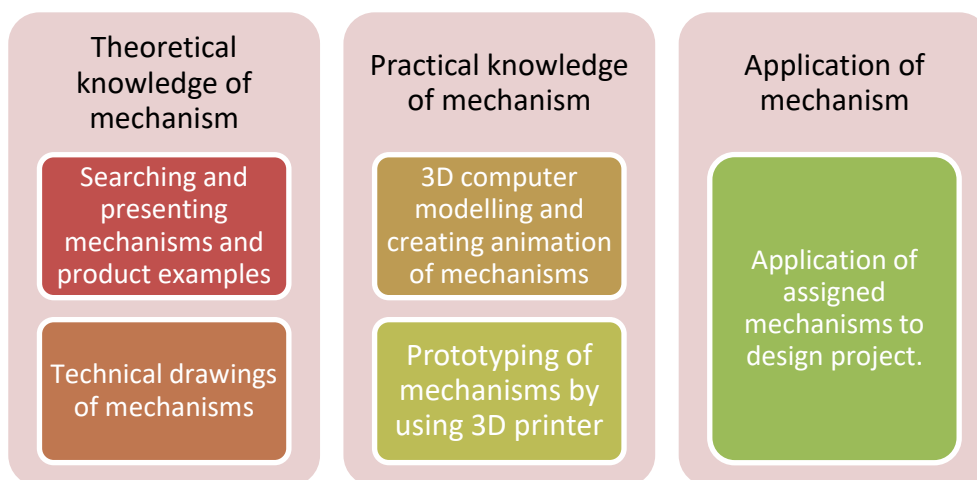 Theoretical
knowledge of
mechanism
Searching and
presenting
mechanisms and
product examples
Technical drawings
of mechanisms
Practical knowledge
of mechanism
3D computer
modelling and
creating animation
of mechanisms
Prototyping of
mechanisms by
using 3D printer
Application of
mechanism
Application of
assigned
mechanisms to
design project.